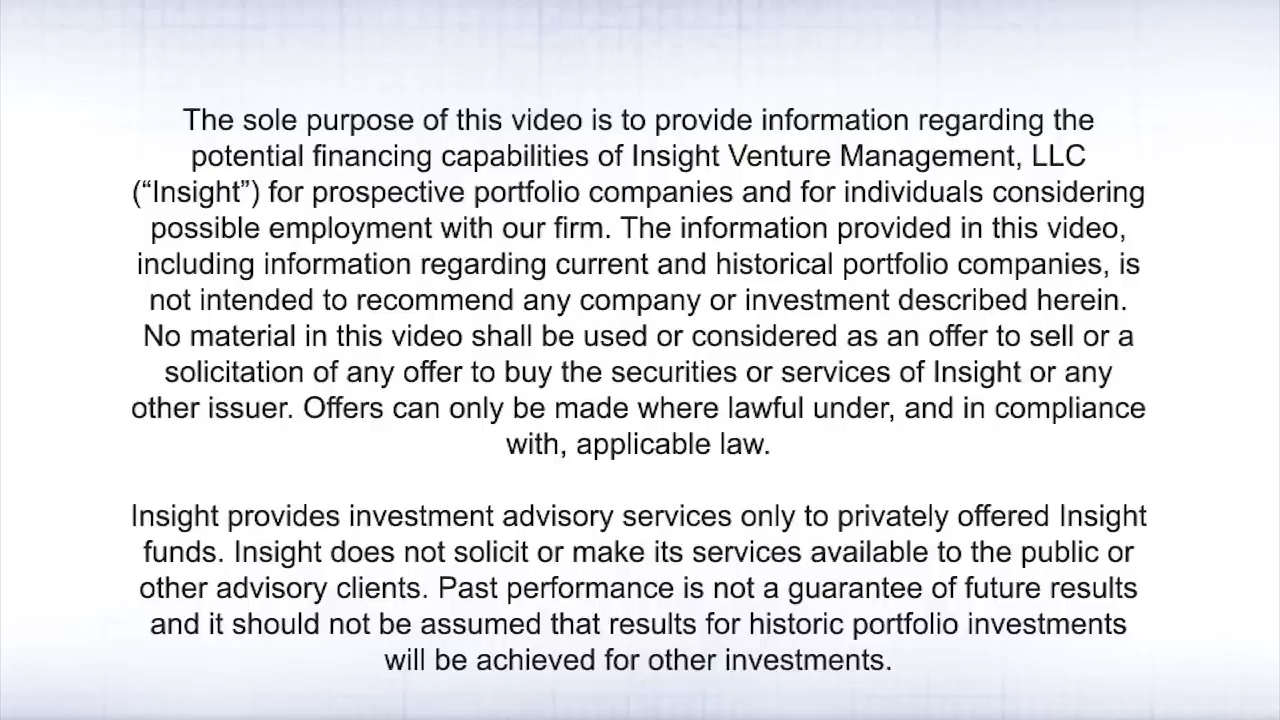 The sole purpose of this video is to provide information regarding the
potential financing capabilities of Insight Venture Management, LLC
(“Insight”) for prospective portfolio companies and for individuals considering
possible employment with our firm. The information provided in this video,
including information regarding current and historical portfolio companies, is
not intended to recommend any company or investment described herein.
No material in this video shall be used or considered as an offer to sell or a
solicitation of any offer to buy the securities or services of Insight or any
other issuer. Offers can only be made where lawful under, and in compliance
with, applicable law.
Insight provides investment advisory services only to privately offered Insight
funds. Insight does not solicit or make its services available to the public or
other advisory clients. Past performance is not a guarantee of future results
and it should not be assumed that results for historic portfolio investments
will be achieved for other investments.